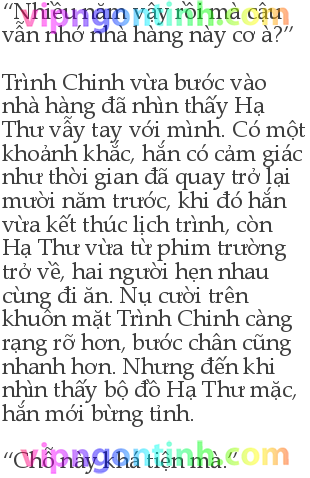 “Nhiều năm vậy rồi mà cậu
vipngontinh.com
vẫn nhớ nhà hàng này cơ à?”
Trình Chinh vừa bước vào
nhà hàng đã nhìn thấy Hạ
Thư vẫy tay với mình. Có một
khoảnh khắc, hắn có cảm giác
như thời gian đã quay trở lại
mười năm trước, khi đó hắn
vừa kết thúc lịch trình, còn
Hạ Thư vừa từ phim trường
trở về, hai người hẹn nhau
cùng đi ăn. Nụ cười trên
khuôn mặt Trình Chinh càng
rạng rỡ hơn, bước chân cũng
nhanh hơn. Nhưng đến khi
nhìn thấy bộ đồ Hạ Thư mặc,
hắn mới bừng tỉnh.
“Chỗ này khá tiện mà.”
vipngontinh.com